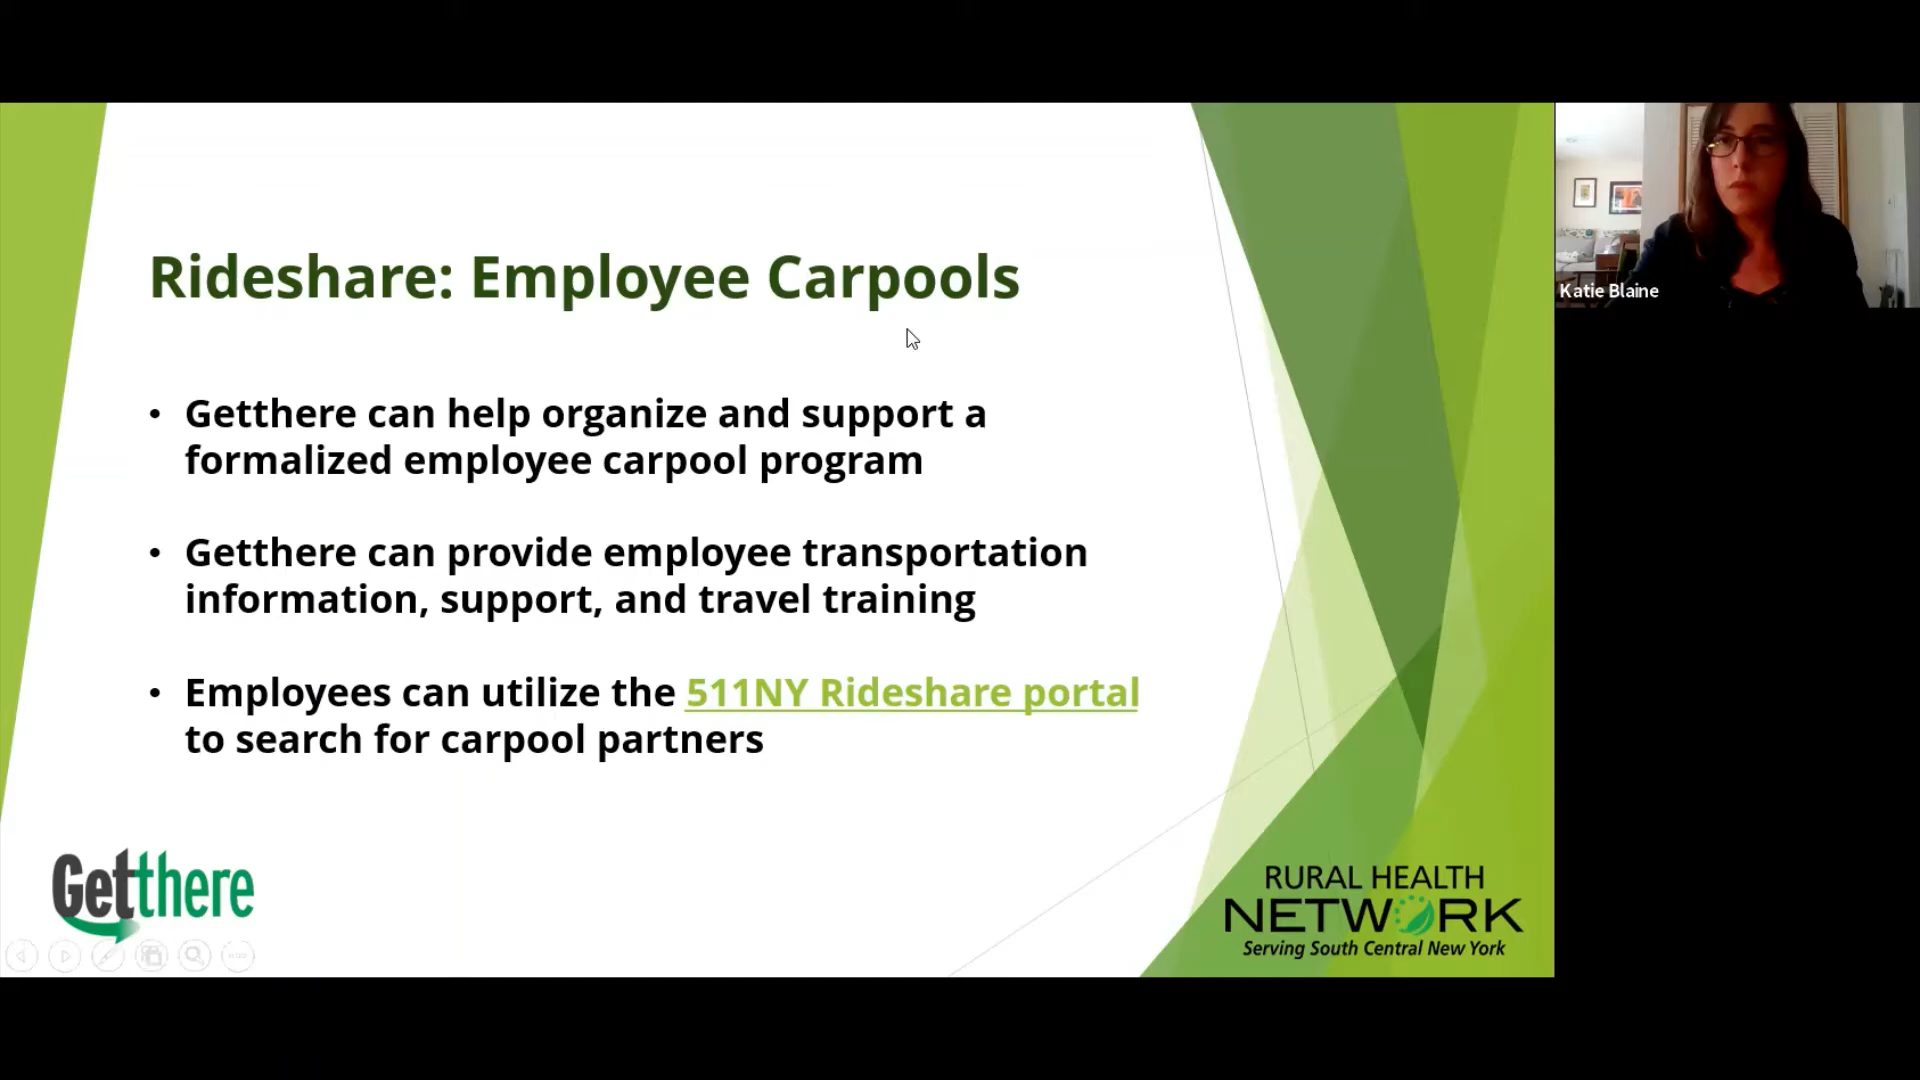 Rideshare: Employee Carpools
• Getthere can help organize and support a
formalized employee carpool program
• Getthere can provide employee transportation
information, support, and travel training
• Employees can utilize the 511NY Rideshare portal
to search for carpool partners
Getthere
RURAL HEALTH
NETWORK
Serving South Central New York
Katie Blaine